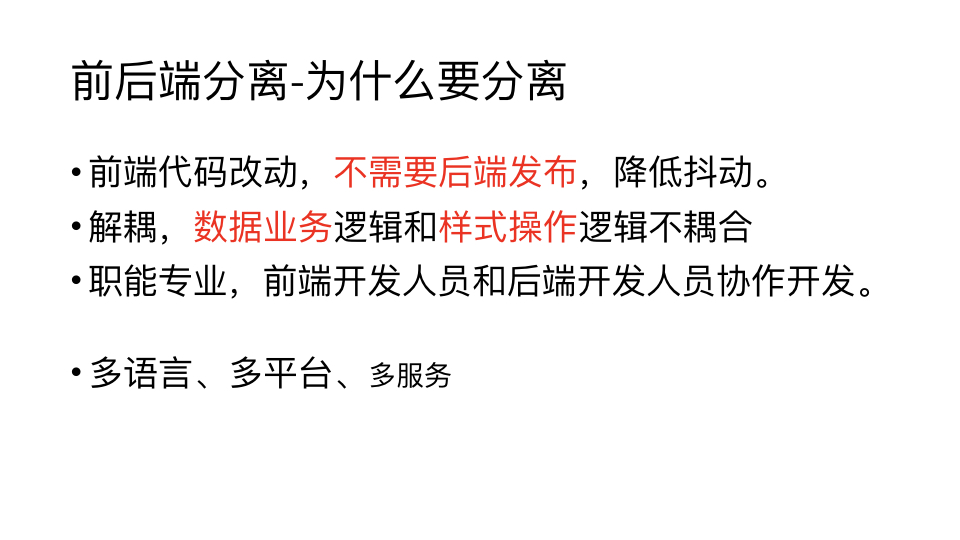 前后端分离-为什么要分离
• 前端代码改动，不需要后端发布，降低抖动。
• 解耦，数据业务逻辑和样式操作逻辑不耦合
• 职能专业，前端开发人员和后端开发人员协作开发。
• 多语言、多平台、多服务